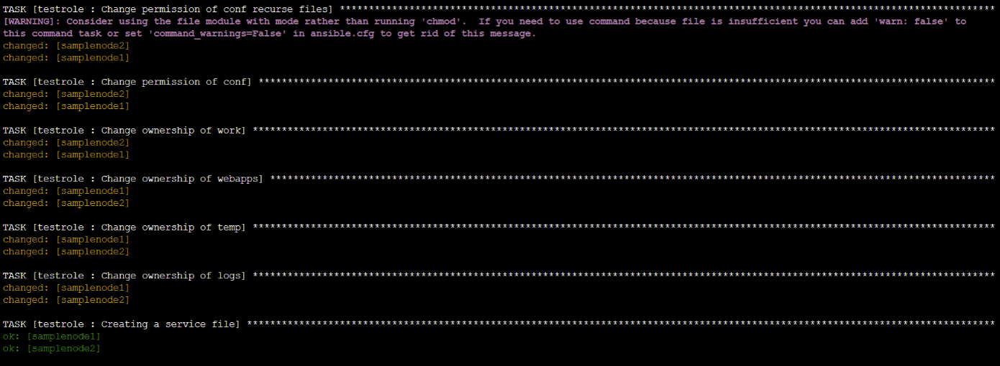 TASK [testrole : Change permission of conf recurse files] ******************************************************************************************************************
[WARNING]: Consider using the file module with mode rather than running 'chmod'.  If you need to use command because file is insufficient you can add 'warn: false' to
this command task or set 'command_warnings=False' in ansible.cfg to get rid of this message.
changed: [samplenode2]
changed: [samplenode1]
TASK [testrole : Change permission of conf] ********************************************************************************************************************************
changed: [samplenode2]
changed: [samplenode1]
TASK [testrole : Change ownership of work] *********************************************************************************************************************************
changed: [samplenode2]
changed: [samplenode1]
TASK [testrole : Change ownership of webapps] ******************************************************************************************************************************
changed: [samplenode1]
changed: [samplenode2]
TASK [testrole : Change ownership of temp] *********************************************************************************************************************************
changed: [samplenode1]
changed: [samplenode2]
TASK [testrole : Change ownership of logs] *********************************************************************************************************************************
changed: [samplenode1]
changed: [samplenode2]
TASK [testrole : Creating a service file] **********************************************************************************************************************************
ok: [samplenode1]
ok: [samplenode2]